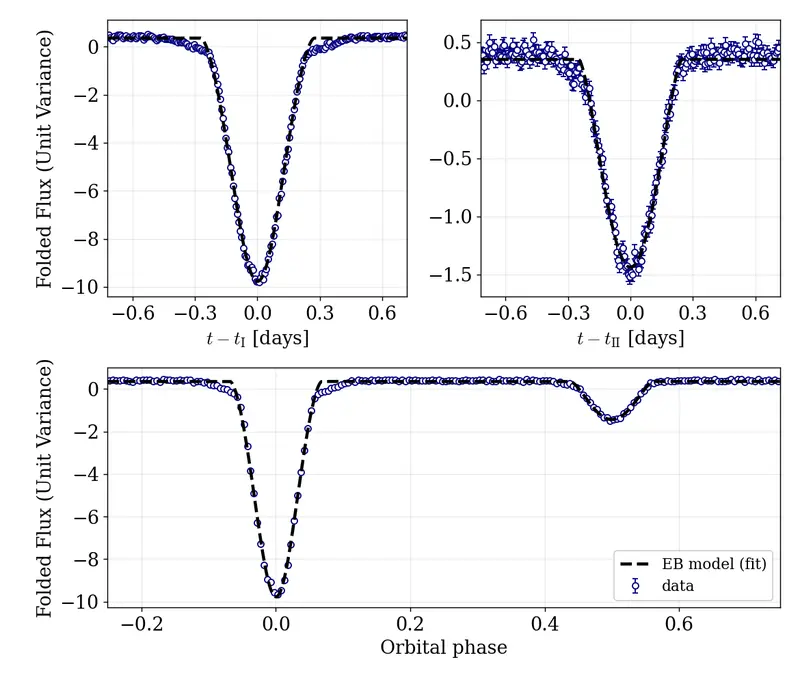 Folded Flux (Unit Variance)
0
−2
−4
−6
−8
−10
−0.6 −0.3 0.0 0.3 0.6
t − tI [days]
0.5
0.0
−0.5
−1.0
−1.5
−0.6 −0.3 0.0 0.3 0.6
t − tII [days]
Folded Flux (Unit Variance)
0
−2
−4
−6
−8
−10
−0.2 0.0 0.2 0.4 0.6
Orbital phase
EB model (fit)
data